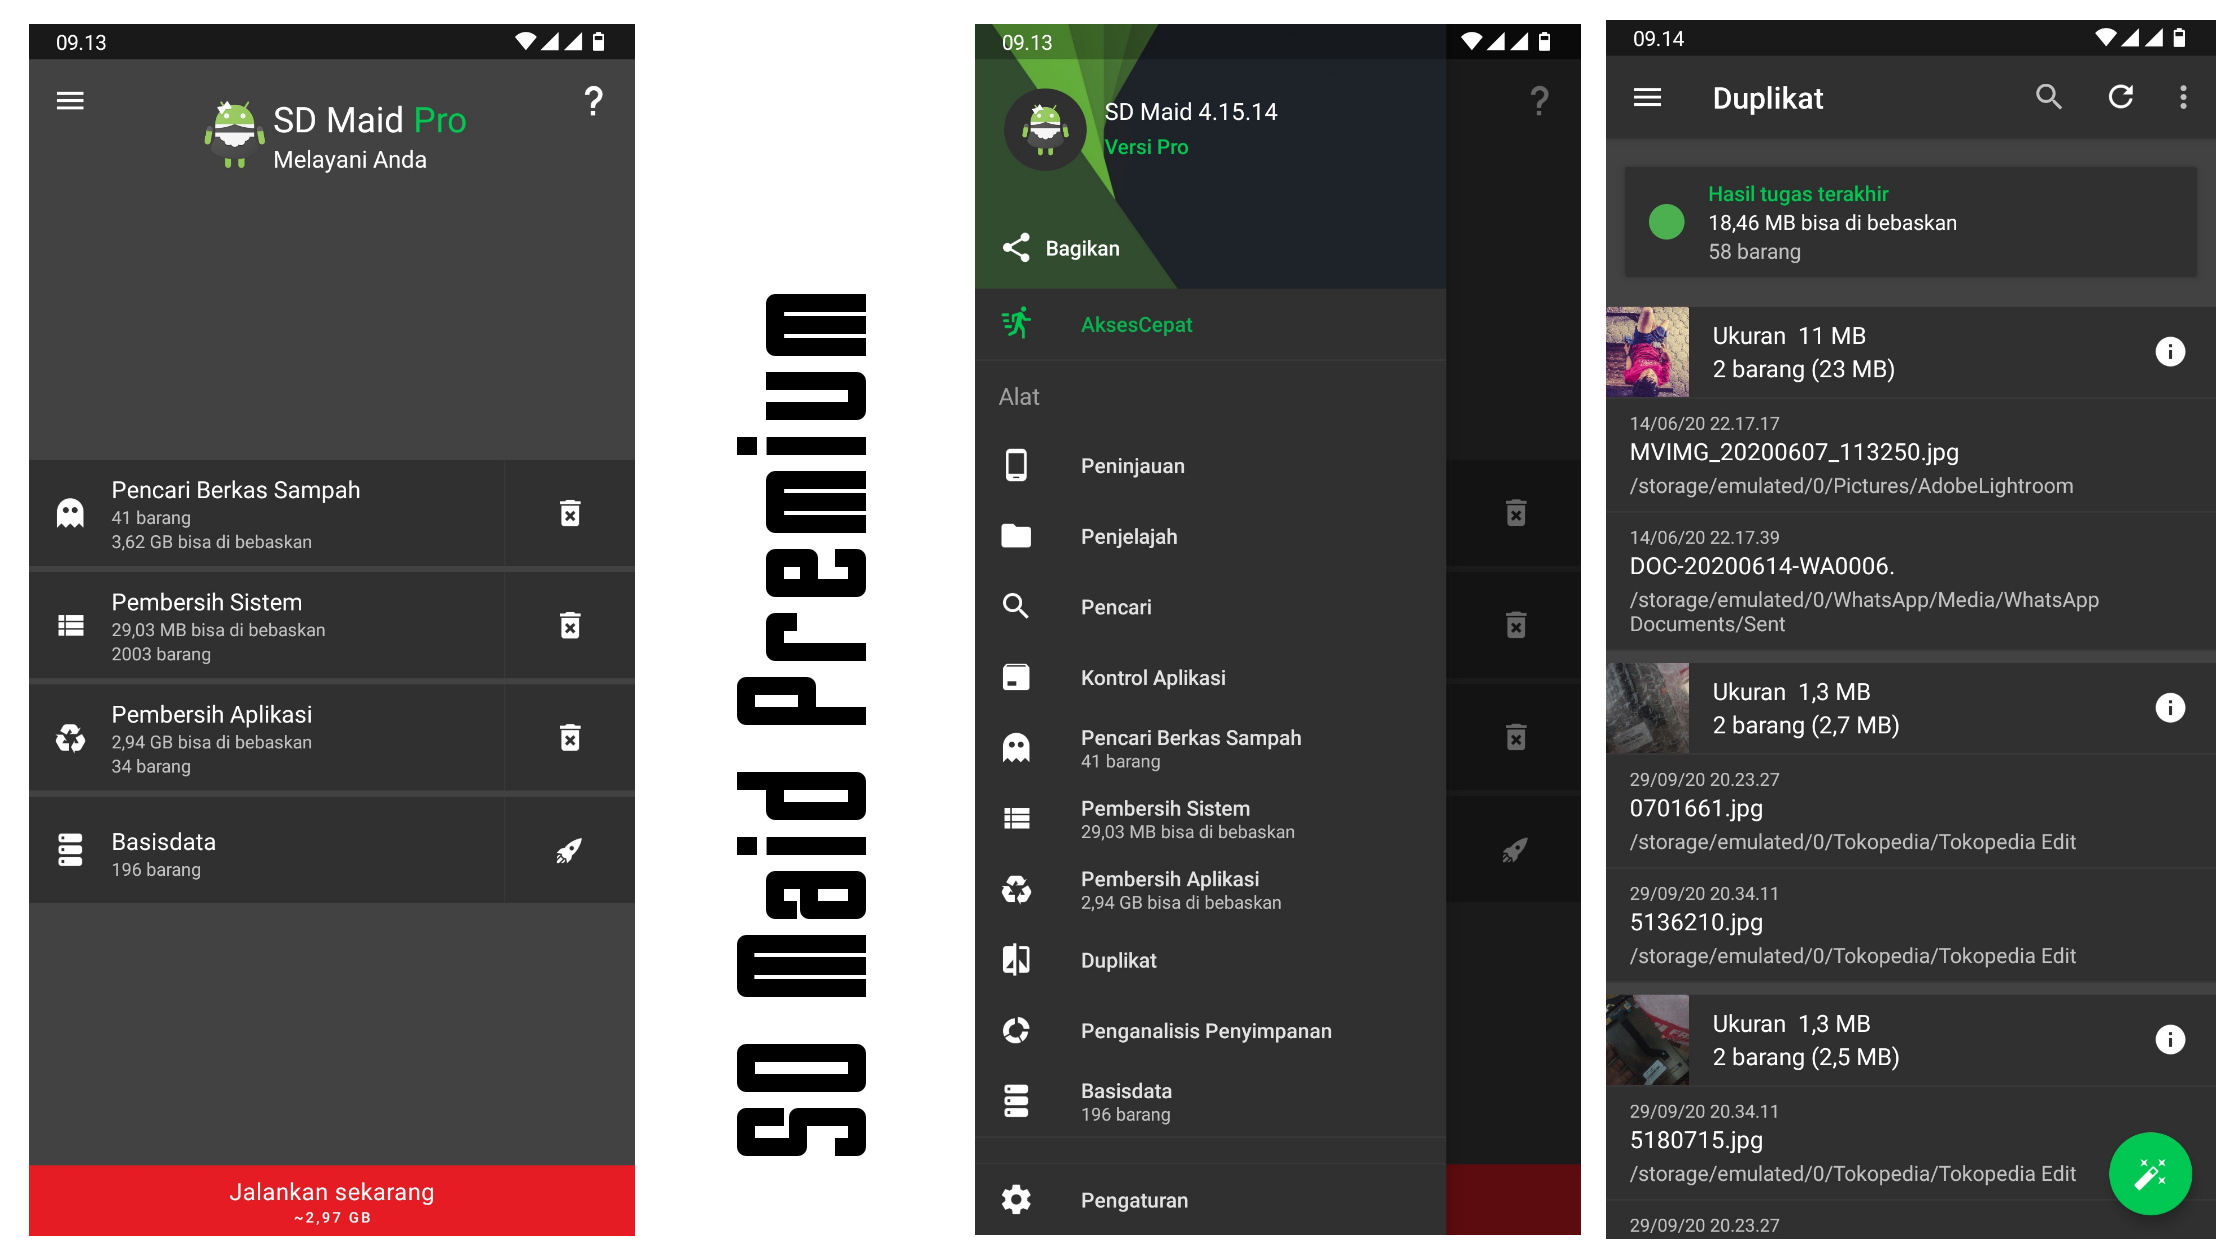 09.13
SD Maid Pro
Melayani Anda
?
Pencari Berkas Sampah
41 barang
3,62 GB bisa di bebaskan
Pembersih Sistem
29,03 MB bisa di bebaskan
2003 barang
Pembersih Aplikasi
2,94 GB bisa di bebaskan
34 barang
Basisdata
196 barang
Jalankan sekarang
~2,97 GB
SD Maid Premium
09.13
SD Maid 4.15.14
Versi Pro
?
Bagikan
AksesCepat
Alat
Peninjauan
Penjelajah
Pencari
Kontrol Aplikasi
Pencari Berkas Sampah
41 barang
Pembersih Sistem
29,03 MB bisa di bebaskan
Pembersih Aplikasi
2,94 GB bisa di bebaskan
Duplikat
Penganalisis Penyimpanan
Basisdata
196 barang
Pengaturan
09.14
Duplikat
Hasil tugas terakhir
18,46 MB bisa di bebaskan
58 barang
Ukuran 11 MB
2 barang (23 MB)
14/06/20 22.17.17
MVIMG_20200607_113250.jpg
/storage/emulated/0/Pictures/AdobeLightroom
14/06/20 22.17.39
DOC-20200614-WA0006.
/storage/emulated/0/WhatsApp/Media/WhatsApp
Documents/Sent
Ukuran 1,3 MB
2 barang (2,7 MB)
29/09/20 20.23.27
0701661.jpg
/storage/emulated/0/Tokopedia/Tokopedia Edit
29/09/20 20.34.11
5136210.jpg
/storage/emulated/0/Tokopedia/Tokopedia Edit
Ukuran 1,3 MB
2 barang (2,5 MB)
29/09/20 20.34.11
5180715.jpg
/storage/emulated/0/Tokopedia/Tokopedia Edit
29/09/20 20.23.27